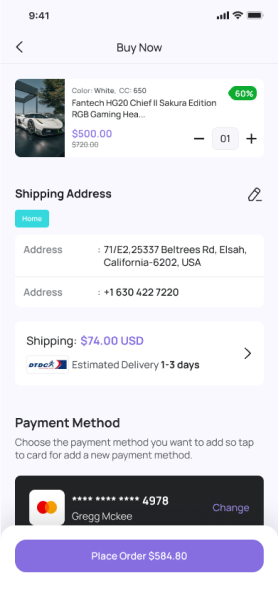 9:41
Buy Now
Color: White, CC: 650
60%
Fantech HG20 Chief II Sakura Edition
RGB Gaming Hea...
$500.00
$720.00
01
Shipping Address
Home
Address : 71/E2,25337 Beltrees Rd, Elsah,
California-6202, USA
Address : +1 630 422 7220
Shipping: $74.00 USD
DTDC Estimated Delivery 1-3 days
Payment Method
Choose the payment method you want to add so tap
to card for add a new payment method.
**** **** **** 4978
Gregg Mckee
Change
Place Order $584.80